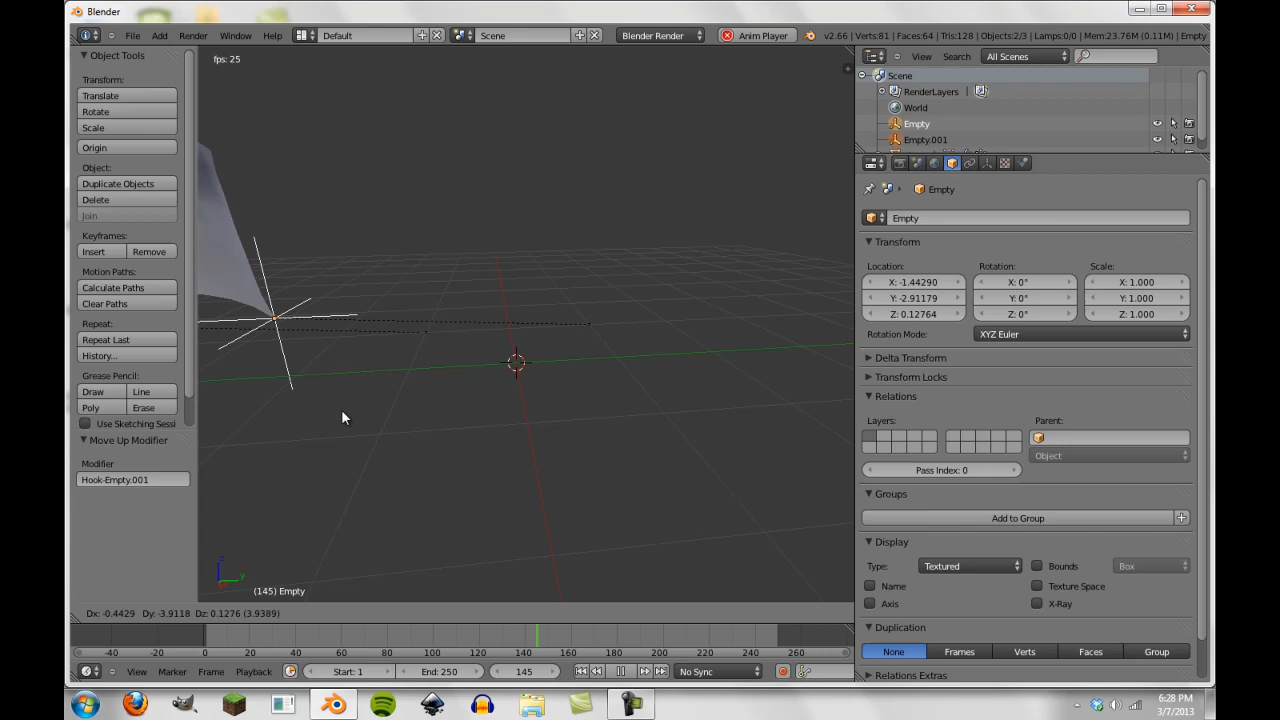 Blender
File Add Render Window Help Default Scene Blender Render Anim Player v2.66 | Verts:81 | Faces:64 | Tris:128 | Objects:2/3 | Lamps:0/0 | Mem:23.76M (0.11M) | Empty
Object Tools
Transform:
Translate
Rotate
Scale
Origin
Object:
Duplicate Objects
Delete
Join
Keyframes:
Insert Remove
Motion Paths:
Calculate Paths
Clear Paths
Repeat:
Repeat Last
History...
Grease Pencil:
Draw Line
Poly Erase
Use Sketching Sessi
Move Up Modifier
Modifier
Hook-Empty.001
fps: 25
z
y
(145) Empty
Dx: -0.4429 Dy: -3.9118 Dz: 0.1276 (3.9389)
View Search All Scenes
Scene
RenderLayers |
World
Empty
Empty.001
Empty
Empty
Transform
Location: Rotation: Scale:
X: -1.44290 X: 0° X: 1.000
Y: -2.91179 Y: 0° Y: 1.000
Z: 0.12764 Z: 0° Z: 1.000
Rotation Mode: XYZ Euler
Delta Transform
Transform Locks
Relations
Layers: Parent:
Object
Pass Index: 0
Groups
Add to Group
Display
Type: Textured Bounds Box
Name Texture Space
Axis X-Ray
Duplication
None Frames Verts Faces Group
Relations Extras
-40 -20 0 20 40 60 80 100 120 140 160 180 200 220 240 260
View Marker Frame Playback Start: 1 End: 250 145 No Sync
6:28 PM
3/7/2013